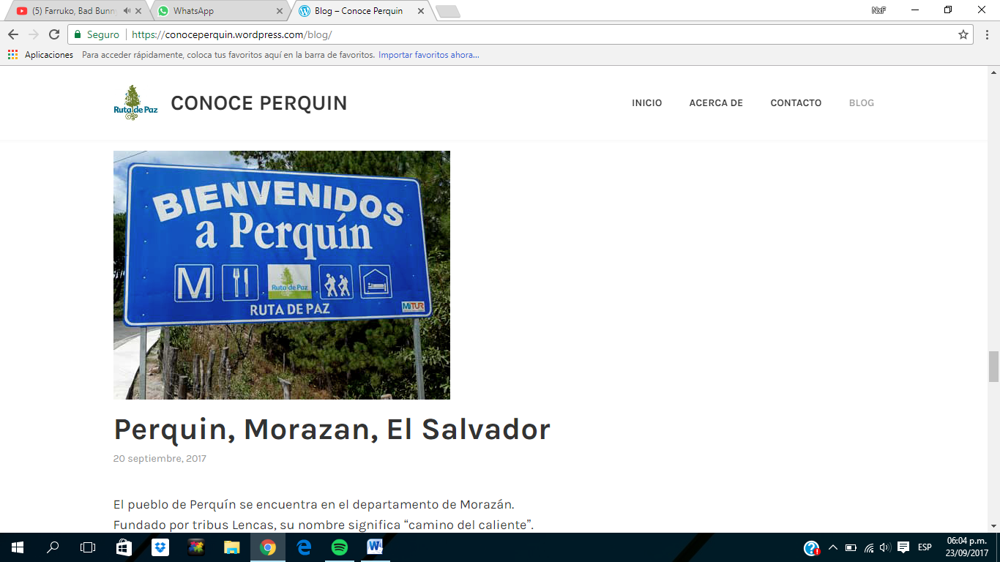 (5) Farruko, Bad Bunn
WhatsApp
Blog – Conoce Perquin
NxF
Seguro
https://conoceperquin.wordpress.com/blog/
Aplicaciones
Para acceder rápidamente, coloca tus favoritos aquí en la barra de favoritos. Importar favoritos ahora...
Ruta de Paz
CONOCE PERQUIN
INICIO
ACERCA DE
CONTACTO
BLOG
BIENVENIDOS
a Perquín
M
Ruta de Paz
RUTA DE PAZ
MiTUR
Perquin, Morazan, El Salvador
20 septiembre, 2017
El pueblo de Perquín se encuentra en el departamento de Morazán.
Fundado por tribus Lencas, su nombre significa “camino del caliente”.
ESP
06:04 p.m.
23/09/2017